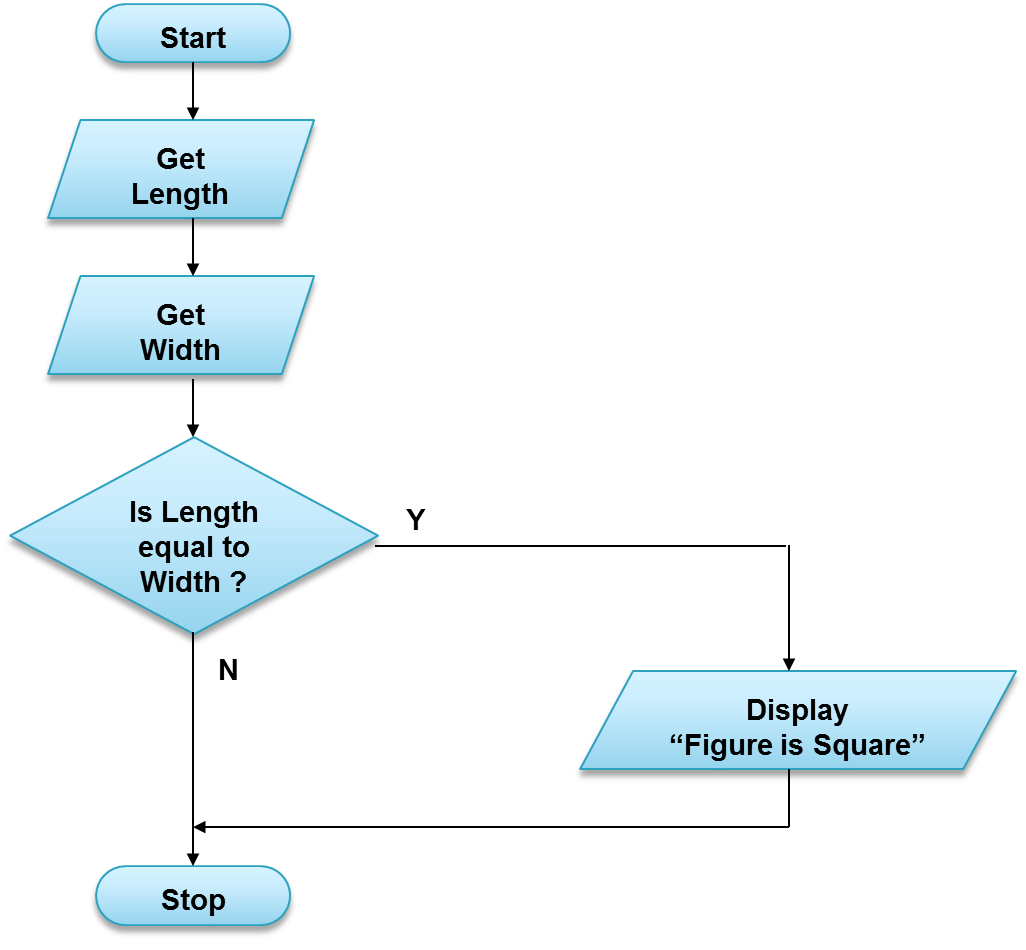 Start
Get
Length
Get
Width
Is Length
equal to
Width ?
Y
N
Display
“Figure is Square”
Stop